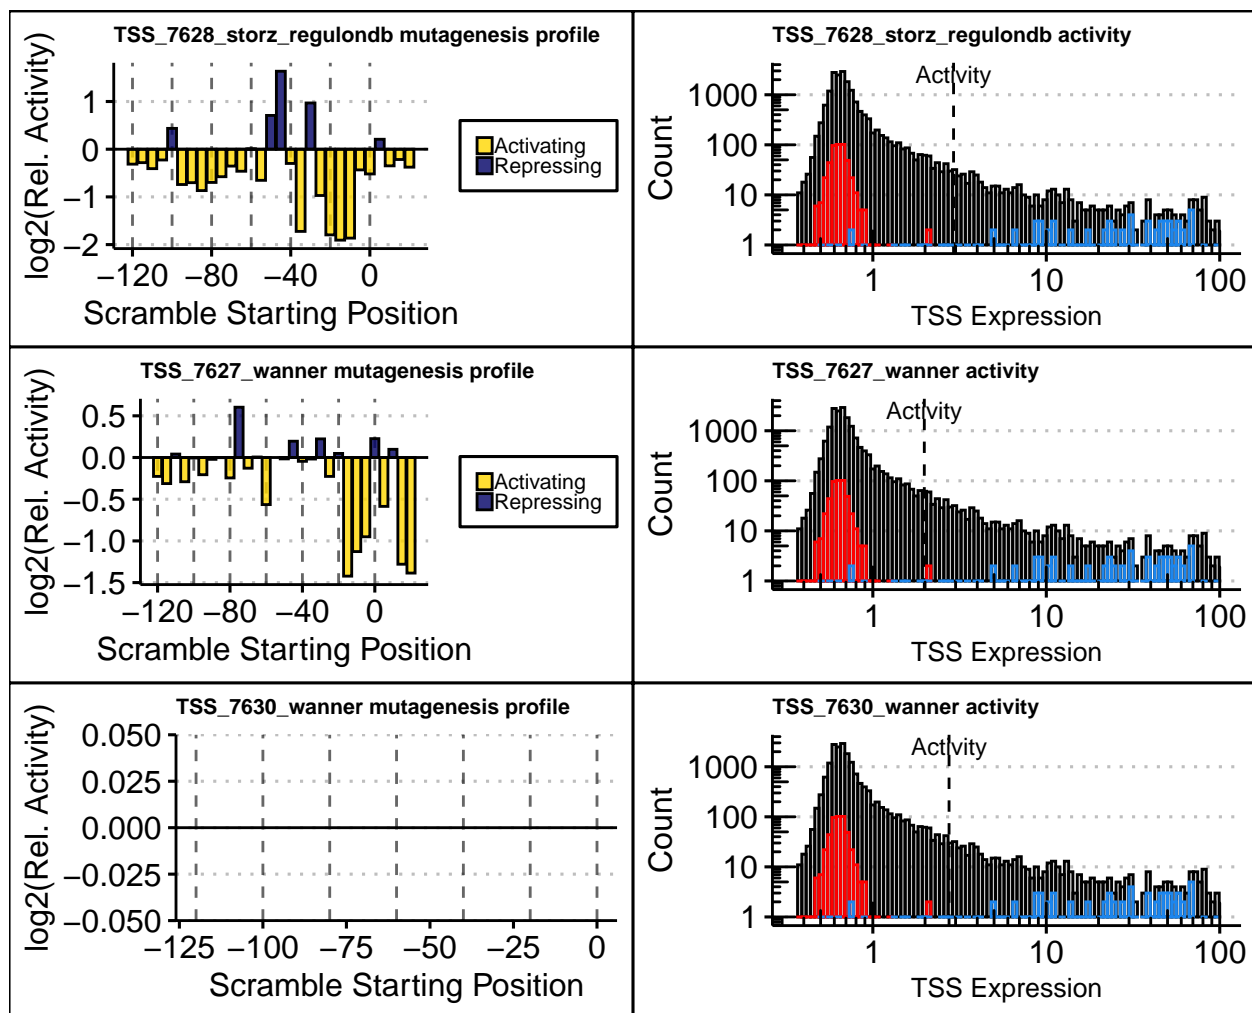 TSS_7628_storz_regulondb mutagenesis profile
log2(Rel. Activity)
1
0
−1
−2
−120 −80 −40 0
Scramble Starting Position
Activating
Repressing
TSS_7628_storz_regulondb activity
Activity
Count
1000
100
10
1
1 10 100
TSS Expression
TSS_7627_wanner mutagenesis profile
log2(Rel. Activity)
0.5
0.0
−0.5
−1.0
−1.5
−120 −80 −40 0
Scramble Starting Position
Activating
Repressing
TSS_7627_wanner activity
Activity
Count
1000
100
10
1
1 10 100
TSS Expression
TSS_7630_wanner mutagenesis profile
log2(Rel. Activity)
0.050
0.025
0.000
−0.025
−0.050
−125 −100 −75 −50 −25 0
Scramble Starting Position
TSS_7630_wanner activity
Activity
Count
1000
100
10
1
1 10 100
TSS Expression